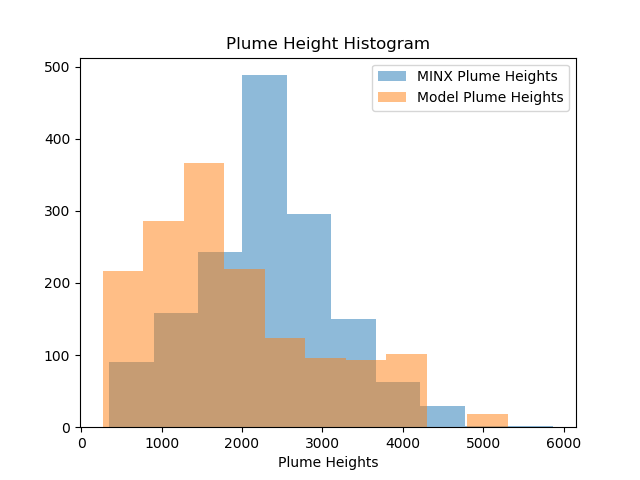 Plume Height Histogram
MINX Plume Heights
Model Plume Heights
500
400
300
200
100
0
0 1000 2000 3000 4000 5000 6000
Plume Heights